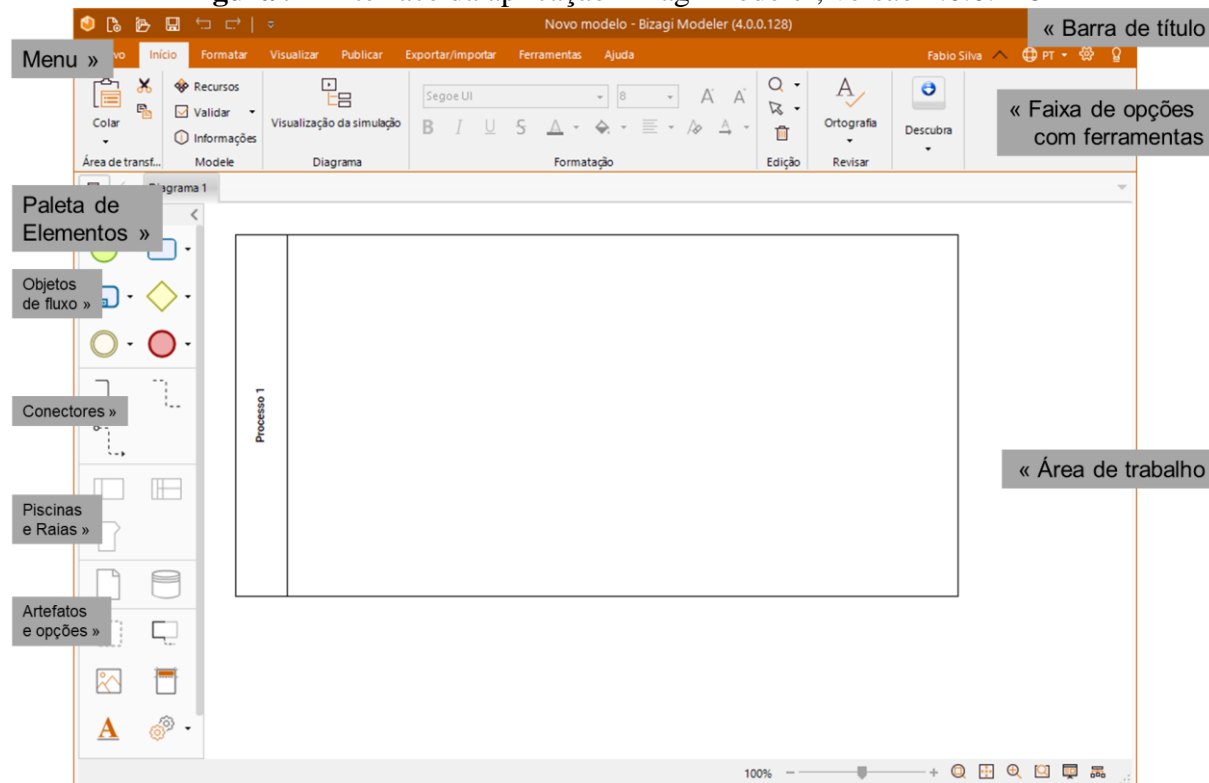 Novo modelo - Bizagi Modeler (4.0.0.128)
« Barra de título
Menu »
Início Formatar Visualizar Publicar Exportar/importar Ferramentas Ajuda
Fabio Silva
PT
Colar
Área de transf...
Recursos
Validar
Informações
Modele
Visualização da simulação
Diagrama
Segoe UI
8
A A
B I U S A
Formatação
Edição
Ortografia
Revisar
Descubra
« Faixa de opções
com ferramentas
Diagrama 1
Paleta de
Elementos »
Objetos
de fluxo »
Conectores »
Piscinas
e Raias »
Artefatos
e opções »
Processo 1
« Área de trabalho
100%